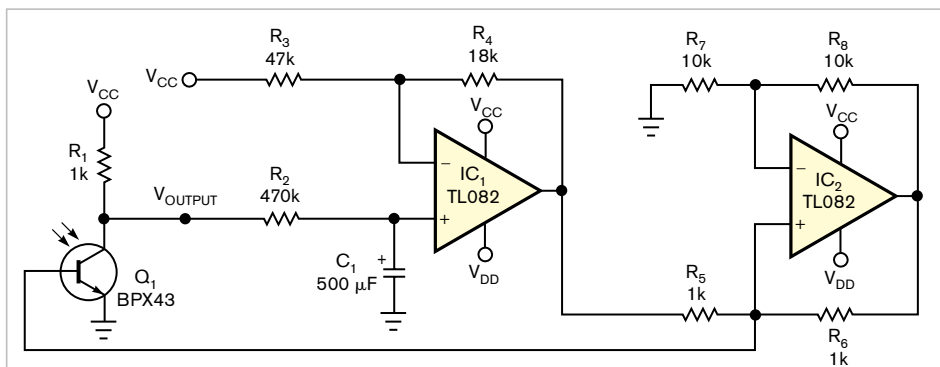 R3
47k
R4
18k
VCC
VCC
R1
1k
VOUTPUT
R2
470k
VCC
−
IC1
TL082
+
VDD
C1
+
500 µF
Q1
BPX43
R7
10k
R8
10k
VCC
−
IC2
TL082
+
VDD
R5
1k
R6
1k